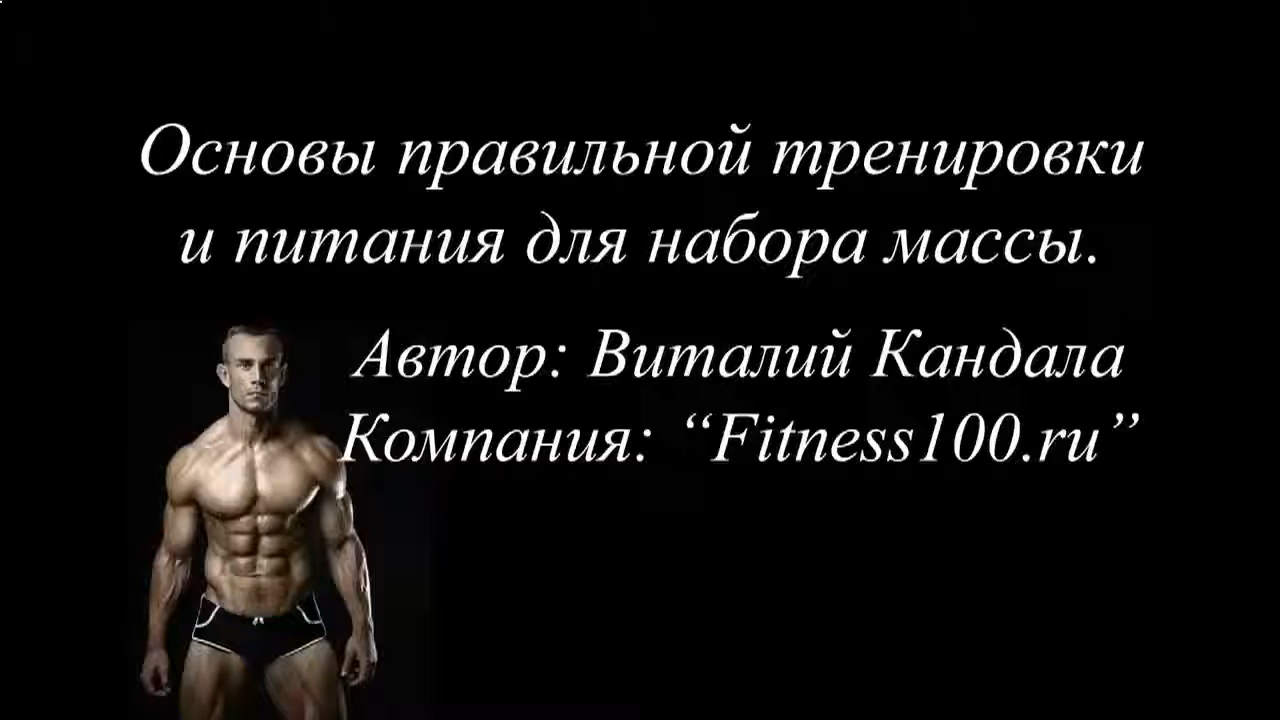 Основы правильной тренировки
и питания для набора массы.
Автор: Виталий Кандала
Компания: “Fitness100.ru”